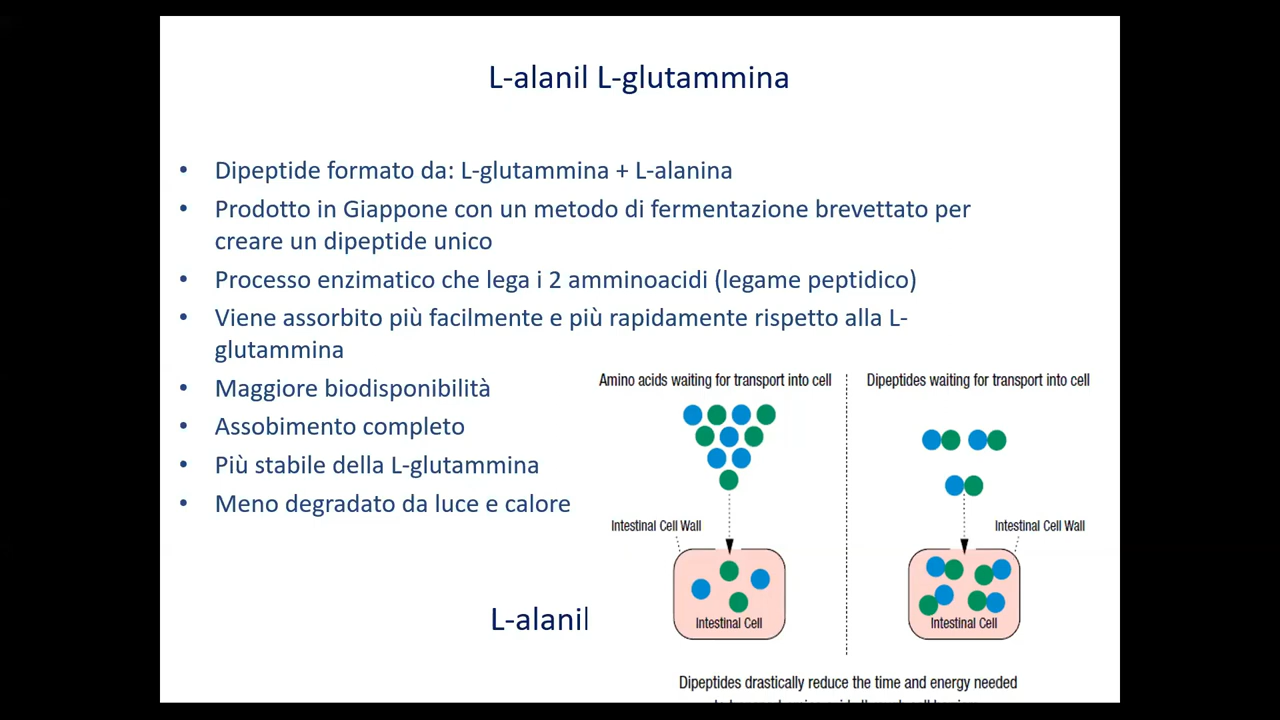 L-alanil L-glutammina
• Dipeptide formato da: L-glutammina + L-alanina
• Prodotto in Giappone con un metodo di fermentazione brevettato per
creare un dipeptide unico
• Processo enzimatico che lega i 2 amminoacidi (legame peptidico)
• Viene assorbito più facilmente e più rapidamente rispetto alla L-
glutammina
• Maggiore biodisponibilità
• Assobimento completo
• Più stabile della L-glutammina
• Meno degradato da luce e calore
L-alanil
Amino acids waiting for transport into cell
Intestinal Cell Wall
Intestinal Cell
Dipeptides waiting for transport into cell
Intestinal Cell Wall
Intestinal Cell
Dipeptides drastically reduce the time and energy needed